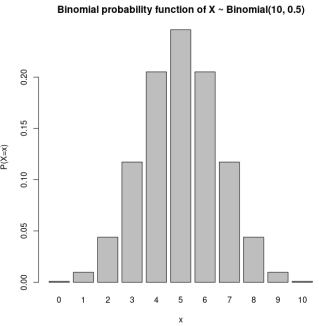 Binomial probability function of X ~ Binomial(10, 0.5)
P(X=x)
0.20
0.15
0.10
0.05
0.00
0 1 2 3 4 5 6 7 8 9 10
x